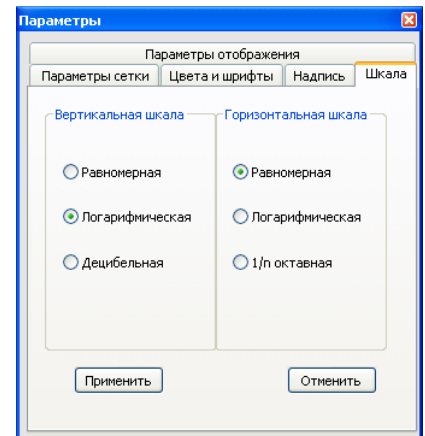 Параметры
Параметры отображения
Параметры сетки Цвета и шрифты Надпись Шкала
Вертикальная шкала Горизонтальная шкала
Равномерная Равномерная
Логарифмическая Логарифмическая
Децибельная 1/n октавная
Применить Отменить